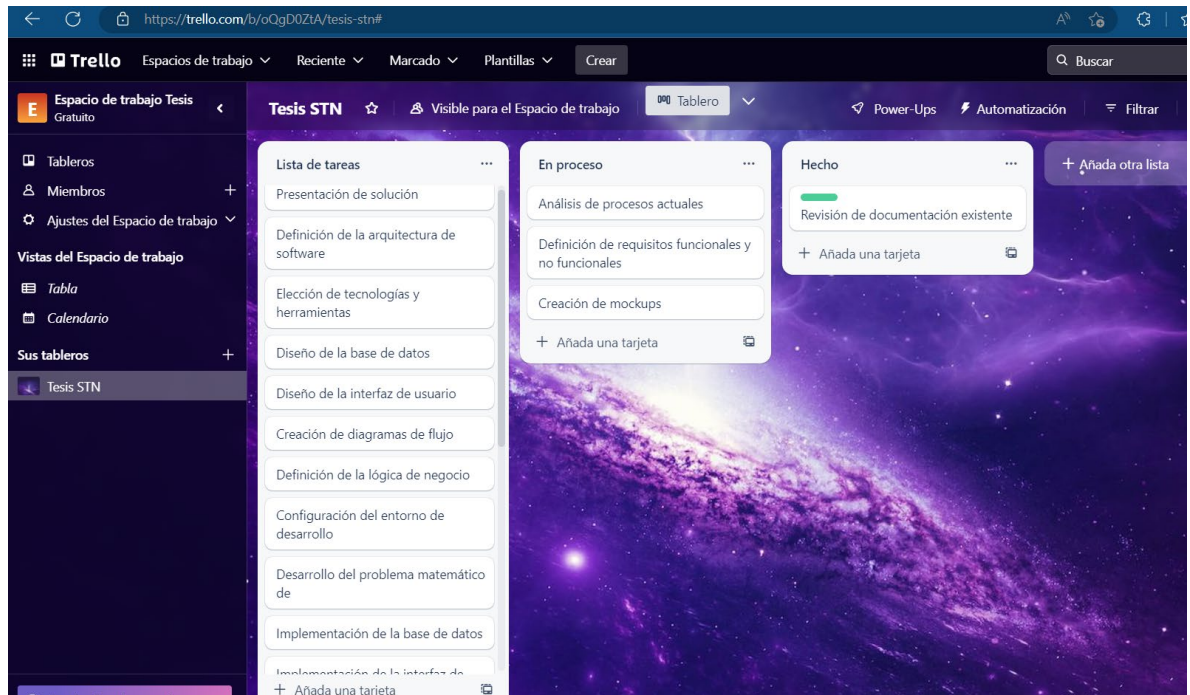 https://trello.com/b/oQgD0ZtA/tesis-stn#
Trello Espacios de trabajo Reciente Marcado Plantillas Crear Buscar
E
Espacio de trabajo Tesis
Gratuito
Tableros
Miembros
Ajustes del Espacio de trabajo
Vistas del Espacio de trabajo
Tabla
Calendario
Sus tableros
Tesis STN
Tesis STN Visible para el Espacio de trabajo Tablero Power-Ups Automatización Filtrar
Lista de tareas
Presentación de solución
Definición de la arquitectura de
software
Elección de tecnologías y
herramientas
Diseño de la base de datos
Diseño de la interfaz de usuario
Creación de diagramas de flujo
Definición de la lógica de negocio
Configuración del entorno de
desarrollo
Desarrollo del problema matemático
de
Implementación de la base de datos
Implementación de la interfaz de
+ Añada una tarjeta
En proceso
Análisis de procesos actuales
Definición de requisitos funcionales y
no funcionales
Creación de mockups
+ Añada una tarjeta
Hecho
Revisión de documentación existente
+ Añada una tarjeta
+ Añada otra lista